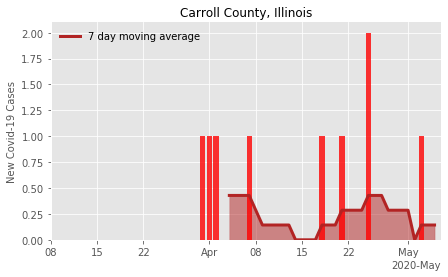 Carroll County, Illinois
7 day moving average
New Covid-19 Cases
2.00
1.75
1.50
1.25
1.00
0.75
0.50
0.25
0.00
08 15 22 Apr 08 15 22 May
2020-May